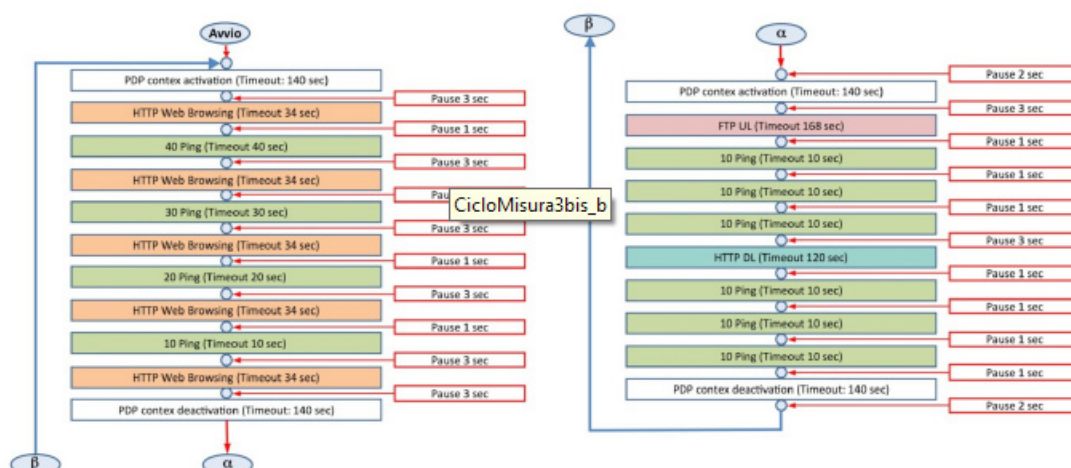 Avvio
PDP contex activation (Timeout: 140 sec)
Pause 3 sec
HTTP Web Browsing (Timeout 34 sec)
Pause 1 sec
40 Ping (Timeout 40 sec)
Pause 3 sec
HTTP Web Browsing (Timeout 34 sec)
30 Ping (Timeout 30 sec)
Pause 3 sec
HTTP Web Browsing (Timeout 34 sec)
Pause 1 sec
20 Ping (Timeout 20 sec)
Pause 3 sec
HTTP Web Browsing (Timeout 34 sec)
Pause 1 sec
10 Ping (Timeout 10 sec)
Pause 3 sec
HTTP Web Browsing (Timeout 34 sec)
Pause 3 sec
PDP contex deactivation (Timeout: 140 sec)
β
α
CicloMisura3bis_b
β
α
Pause 2 sec
PDP contex activation (Timeout: 140 sec)
Pause 3 sec
FTP UL (Timeout 168 sec)
Pause 1 sec
10 Ping (Timeout 10 sec)
Pause 1 sec
10 Ping (Timeout 10 sec)
Pause 1 sec
10 Ping (Timeout 10 sec)
Pause 3 sec
HTTP DL (Timeout 120 sec)
Pause 1 sec
10 Ping (Timeout 10 sec)
Pause 1 sec
10 Ping (Timeout 10 sec)
Pause 1 sec
10 Ping (Timeout 10 sec)
Pause 1 sec
PDP contex deactivation (Timeout: 140 sec)
Pause 2 sec